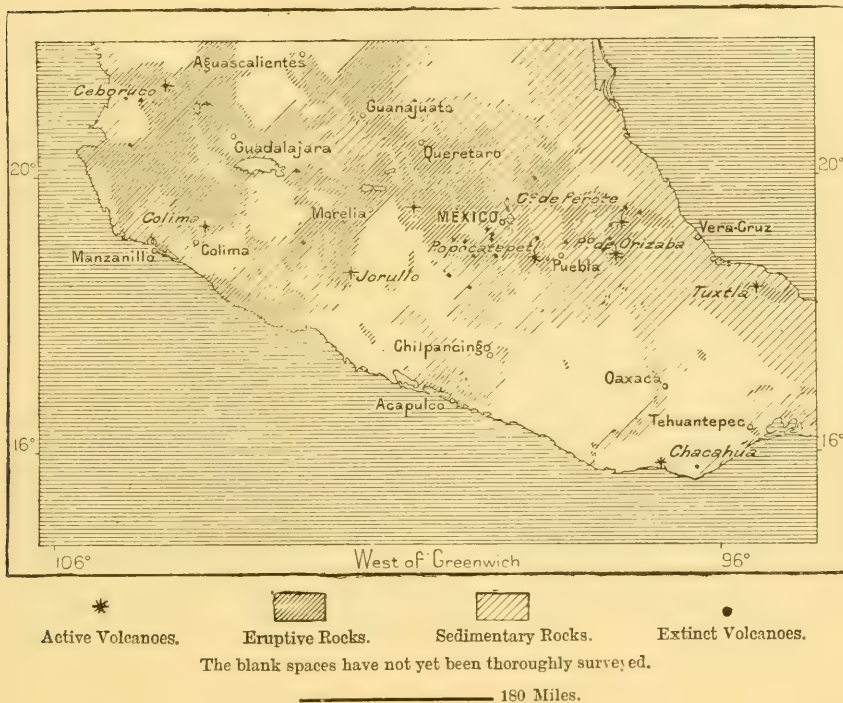 Aguascalientes
Ceboruco
Guanajuato
Guadalajara
Queretaro
20°
20°
Cº. de Perote
Morelia
MEXICO
Colima
Vera-Cruz
Colima
Popocatepetl
Pº. de Orizaba
Manzanillo
Puebla
Jorullo
Tuxtla
Chilpancingo
Oaxaca
Acapulco
Tehuantepec
16°
16°
Chacahua
106°
West of Greenwich
96°
Active Volcanoes.
Eruptive Rocks.
Sedimentary Rocks.
Extinct Volcanoes.
The blank spaces have not yet been thoroughly surveyed.
180 Miles.